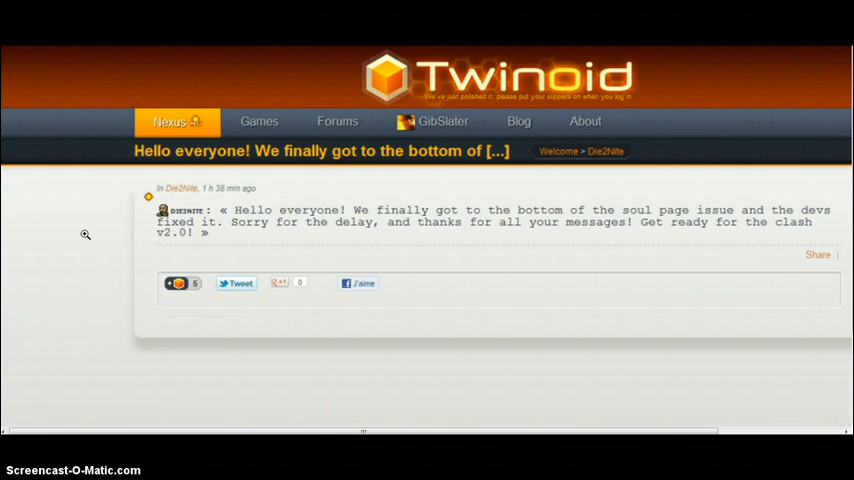 Twinoid
We've just polished it, please put your slippers on when you log in
Nexus
Games
Forums
GibSlater
Blog
About
Hello everyone! We finally got to the bottom of [...]
Welcome > Die2Nite
In Die2Nite, 1 h 38 min ago
DIE2NITE : « Hello everyone! We finally got to the bottom of the soul page issue and the devs
fixed it. Sorry for the delay, and thanks for all your messages! Get ready for the clash
v2.0! »
Share |
+ 5
Tweet
+1 0
J'aime
Screencast-O-Matic.com